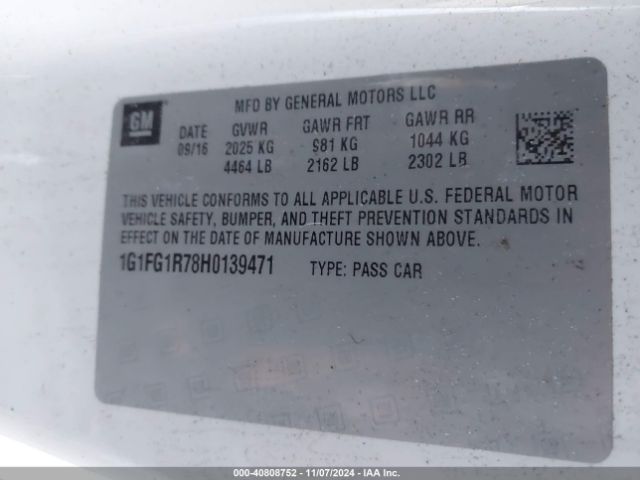 MFD BY GENERAL MOTORS LLC
GM DATE GVWR GAWR FRT GAWR RR
09/16 2025 KG 981 KG 1044 KG
4464 LB 2162 LB 2302 LB
THIS VEHICLE CONFORMS TO ALL APPLICABLE U.S. FEDERAL MOTOR
VEHICLE SAFETY, BUMPER, AND THEFT PREVENTION STANDARDS IN
EFFECT ON THE DATE OF MANUFACTURE SHOWN ABOVE.
1G1FG1R78H0139471 TYPE: PASS CAR
000-40808752 - 11/07/2024 - IAA Inc.